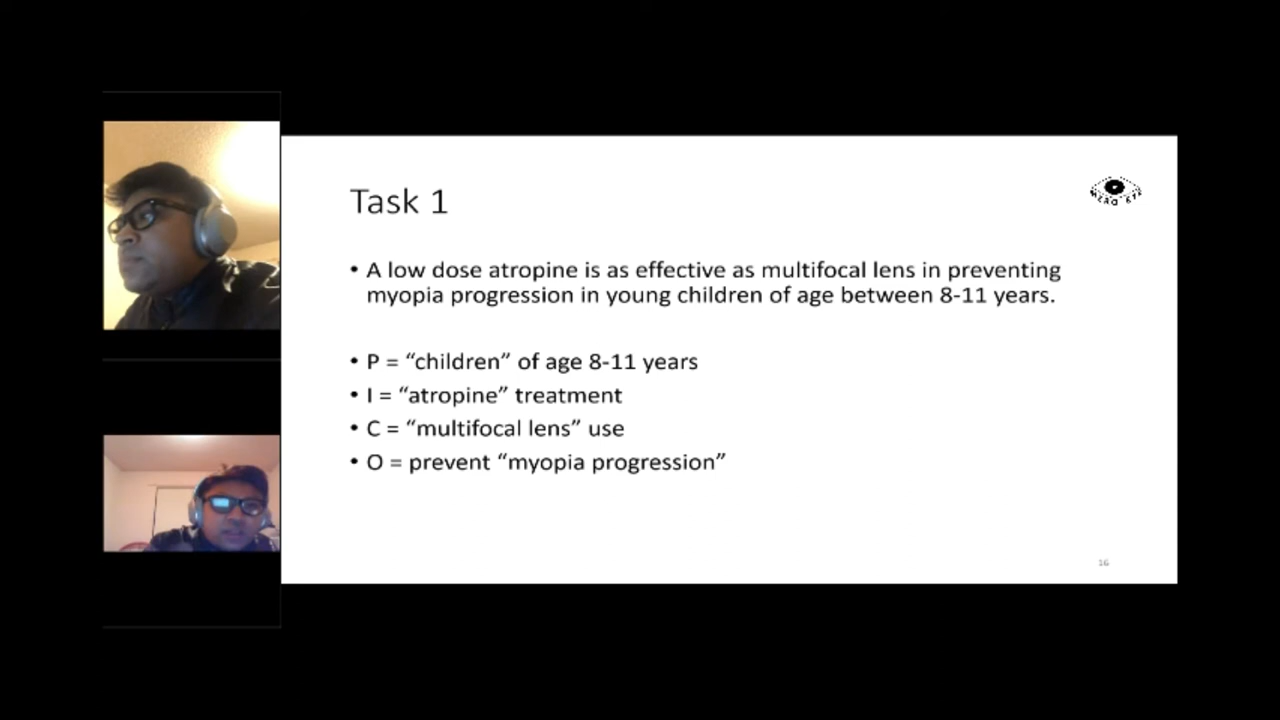 Task 1
• A low dose atropine is as effective as multifocal lens in preventing
myopia progression in young children of age between 8-11 years.
• P = “children” of age 8-11 years
• I = “atropine” treatment
• C = “multifocal lens” use
• O = prevent “myopia progression”
16